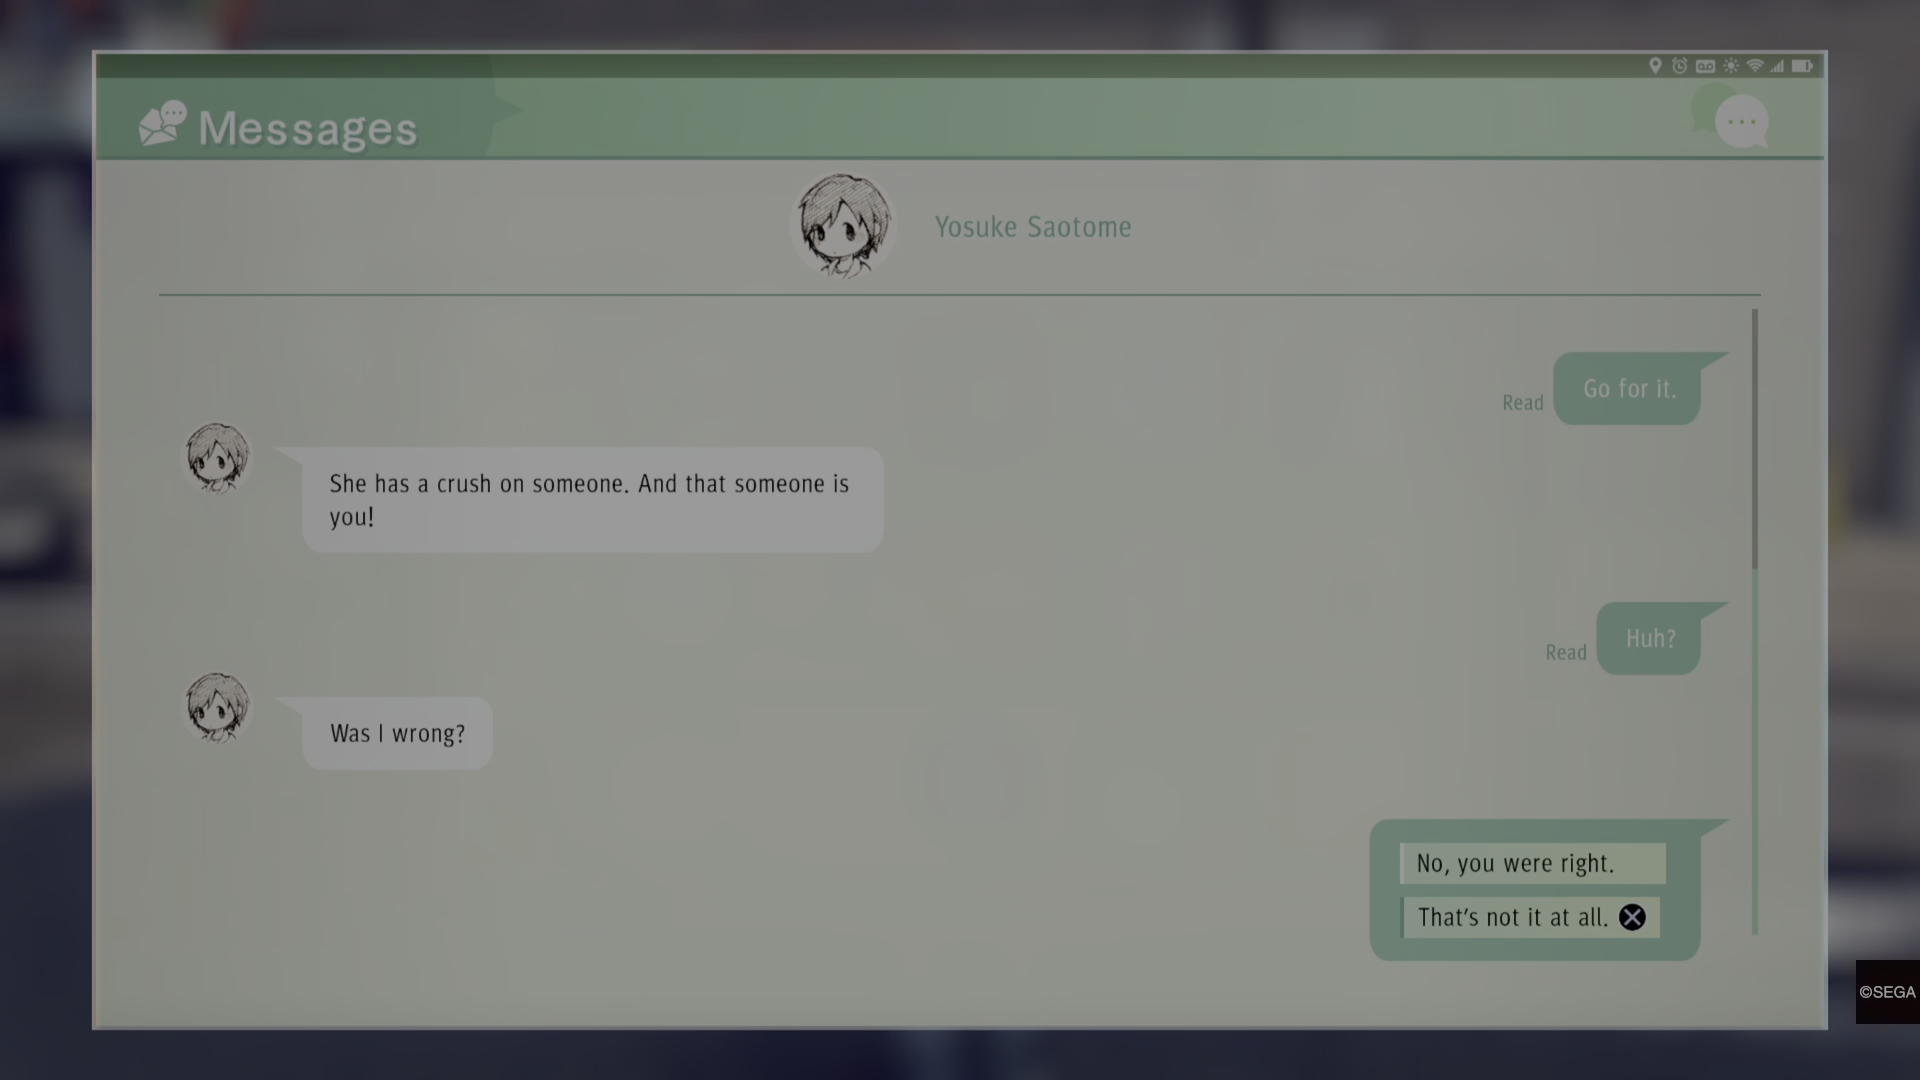 Messages
Yosuke Saotome
Go for it.
Read
She has a crush on someone. And that someone is
you!
Huh?
Read
Was I wrong?
No, you were right.
That's not it at all.
©SEGA